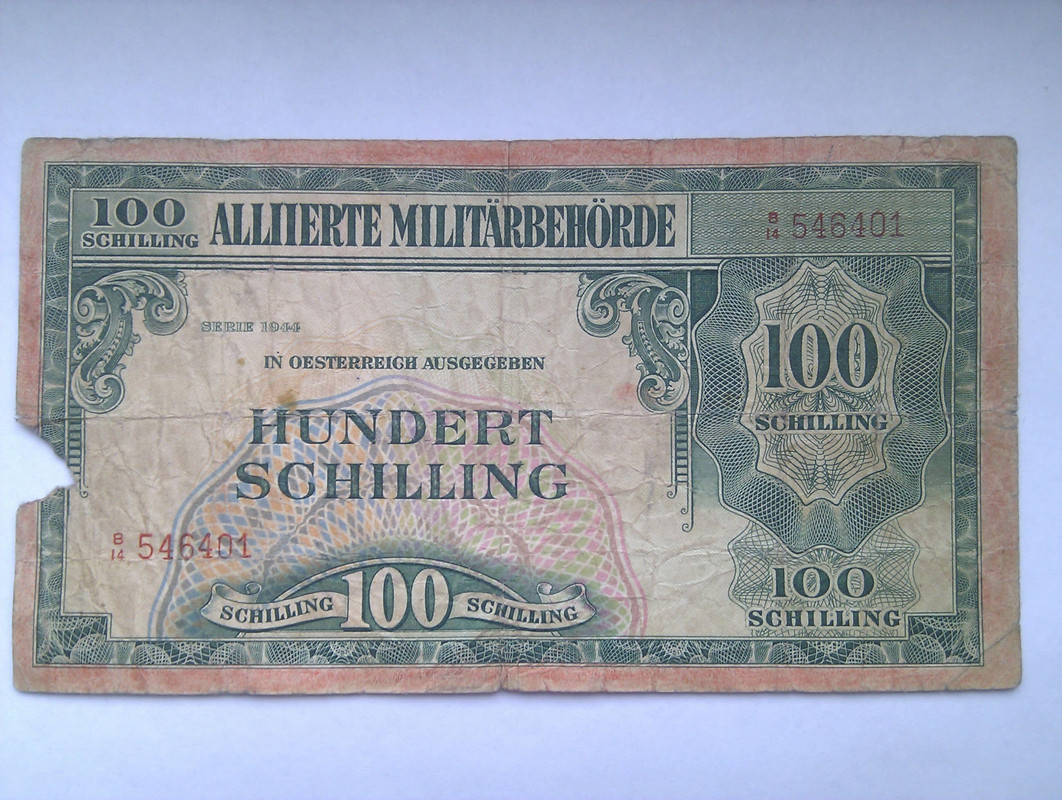 100
SCHILLING
ALLIIERTE MILITÄRBEHÖRDE
B
14 546401
SERIE 1944
IN OESTERREICH AUSGEGEBEN
HUNDERT
SCHILLING
100
SCHILLING
B
14 546401
SCHILLING 100 SCHILLING
100
SCHILLING